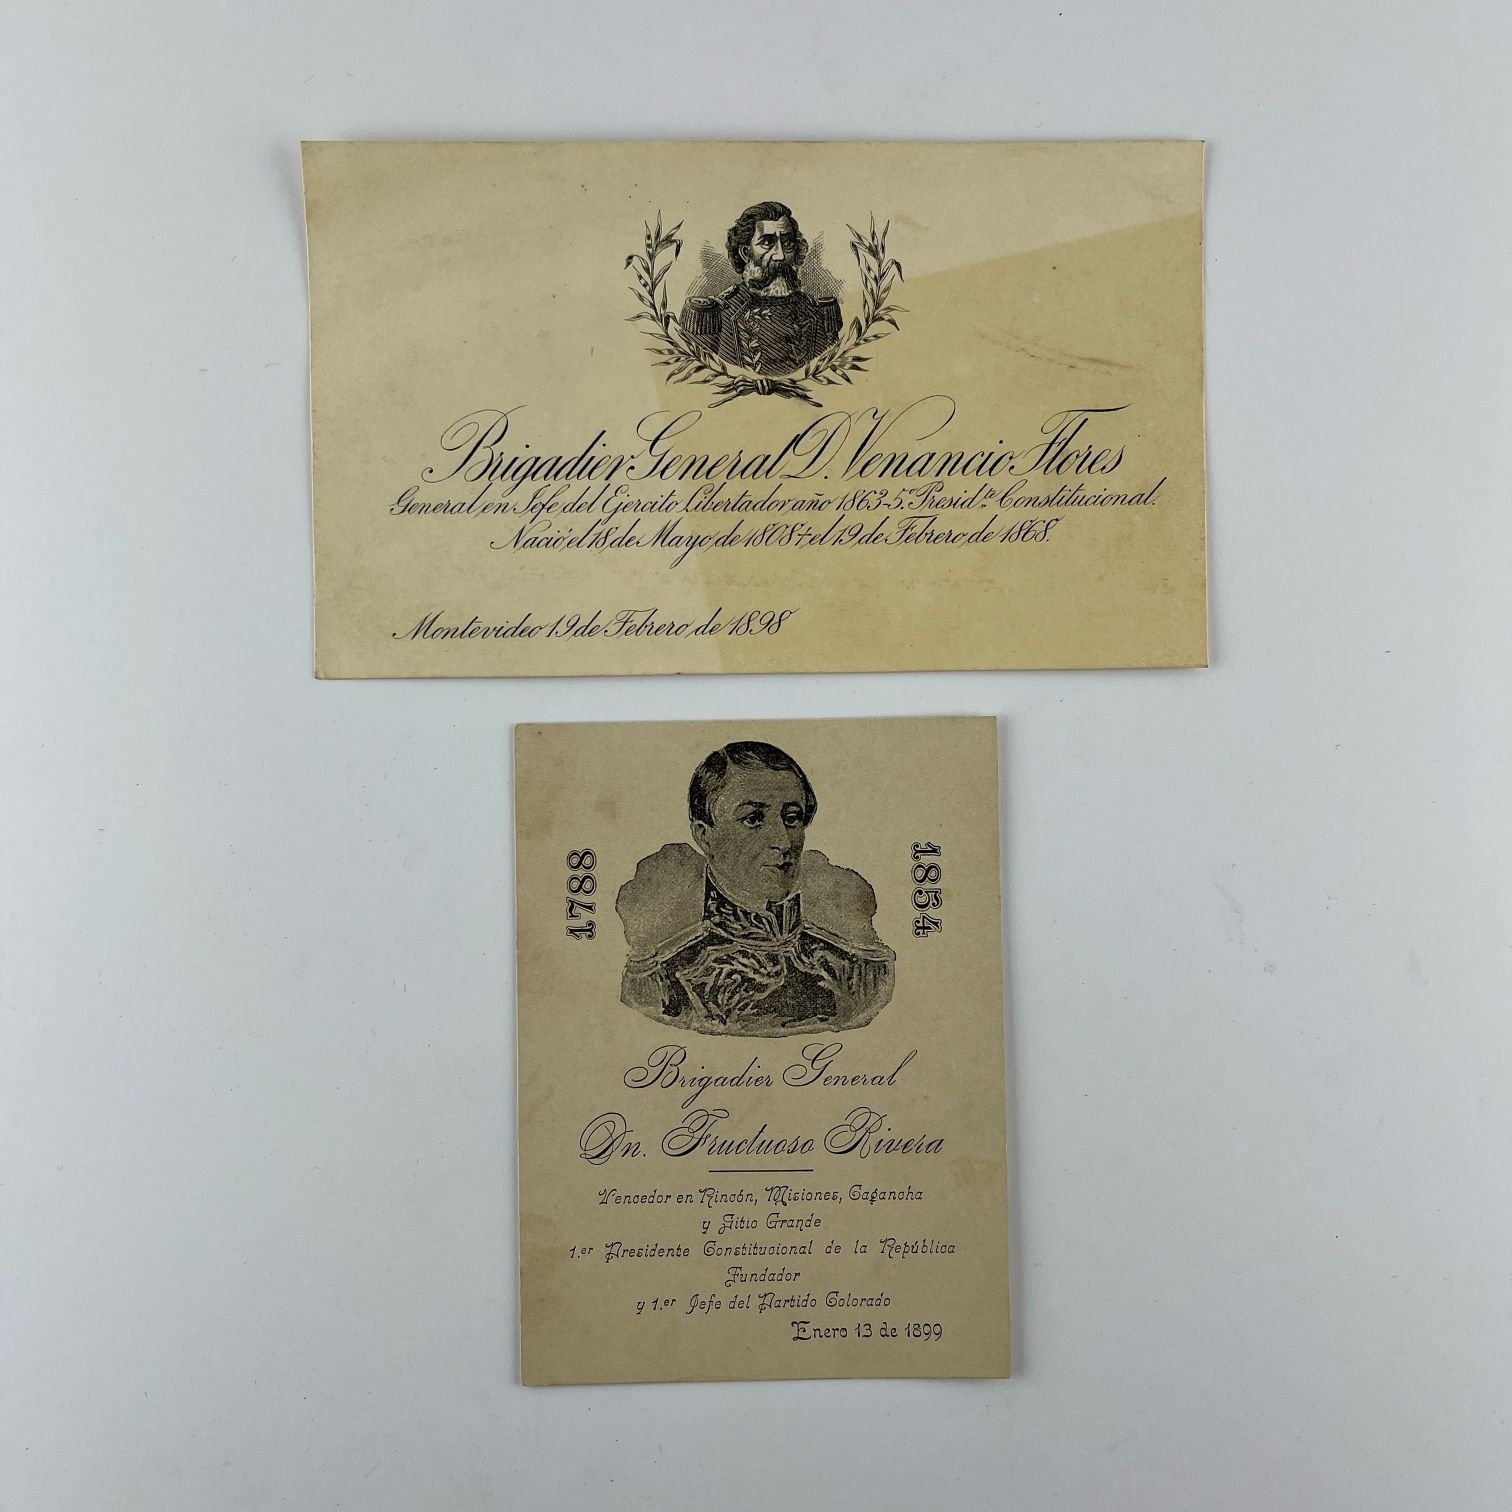 Brigadier General D. Venancio Flores
General en Jefe del Ejercito Libertador año 1863-5.º Presid.te Constitucional.
Nació el 18 de Mayo de 1808 † el 19 de Febrero de 1868.
Montevideo 19 de Febrero de 1898
1788
1854
Brigadier General
Dn. Fructuoso Rivera
Vencedor en Rincón, Misiones, Cagancha
y Sitio Grande
1.er Presidente Constitucional de la República
Fundador
y 1.er Jefe del Partido Colorado
Enero 13 de 1899